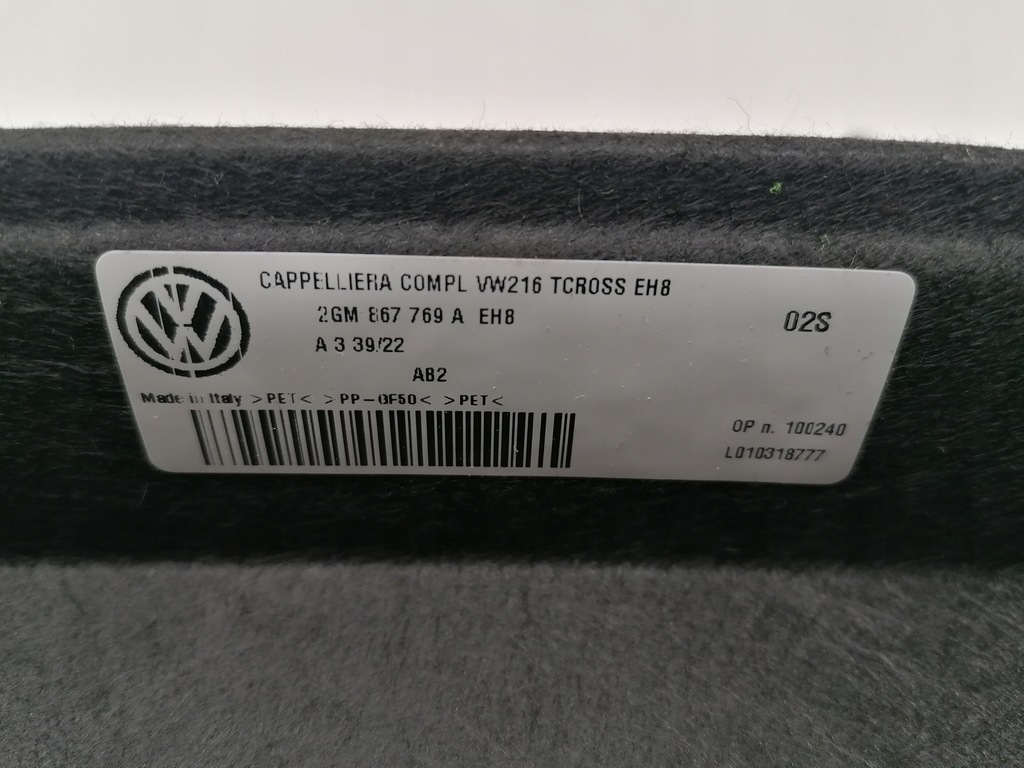 CAPPELLIERA COMPL VW216 TCROSS EH8
2GM 867 769 A EH8
02S
A 3 39/22
AB2
Made in Italy >PET< >PP-GF50< >PET<
OP n. 100240
L010318777